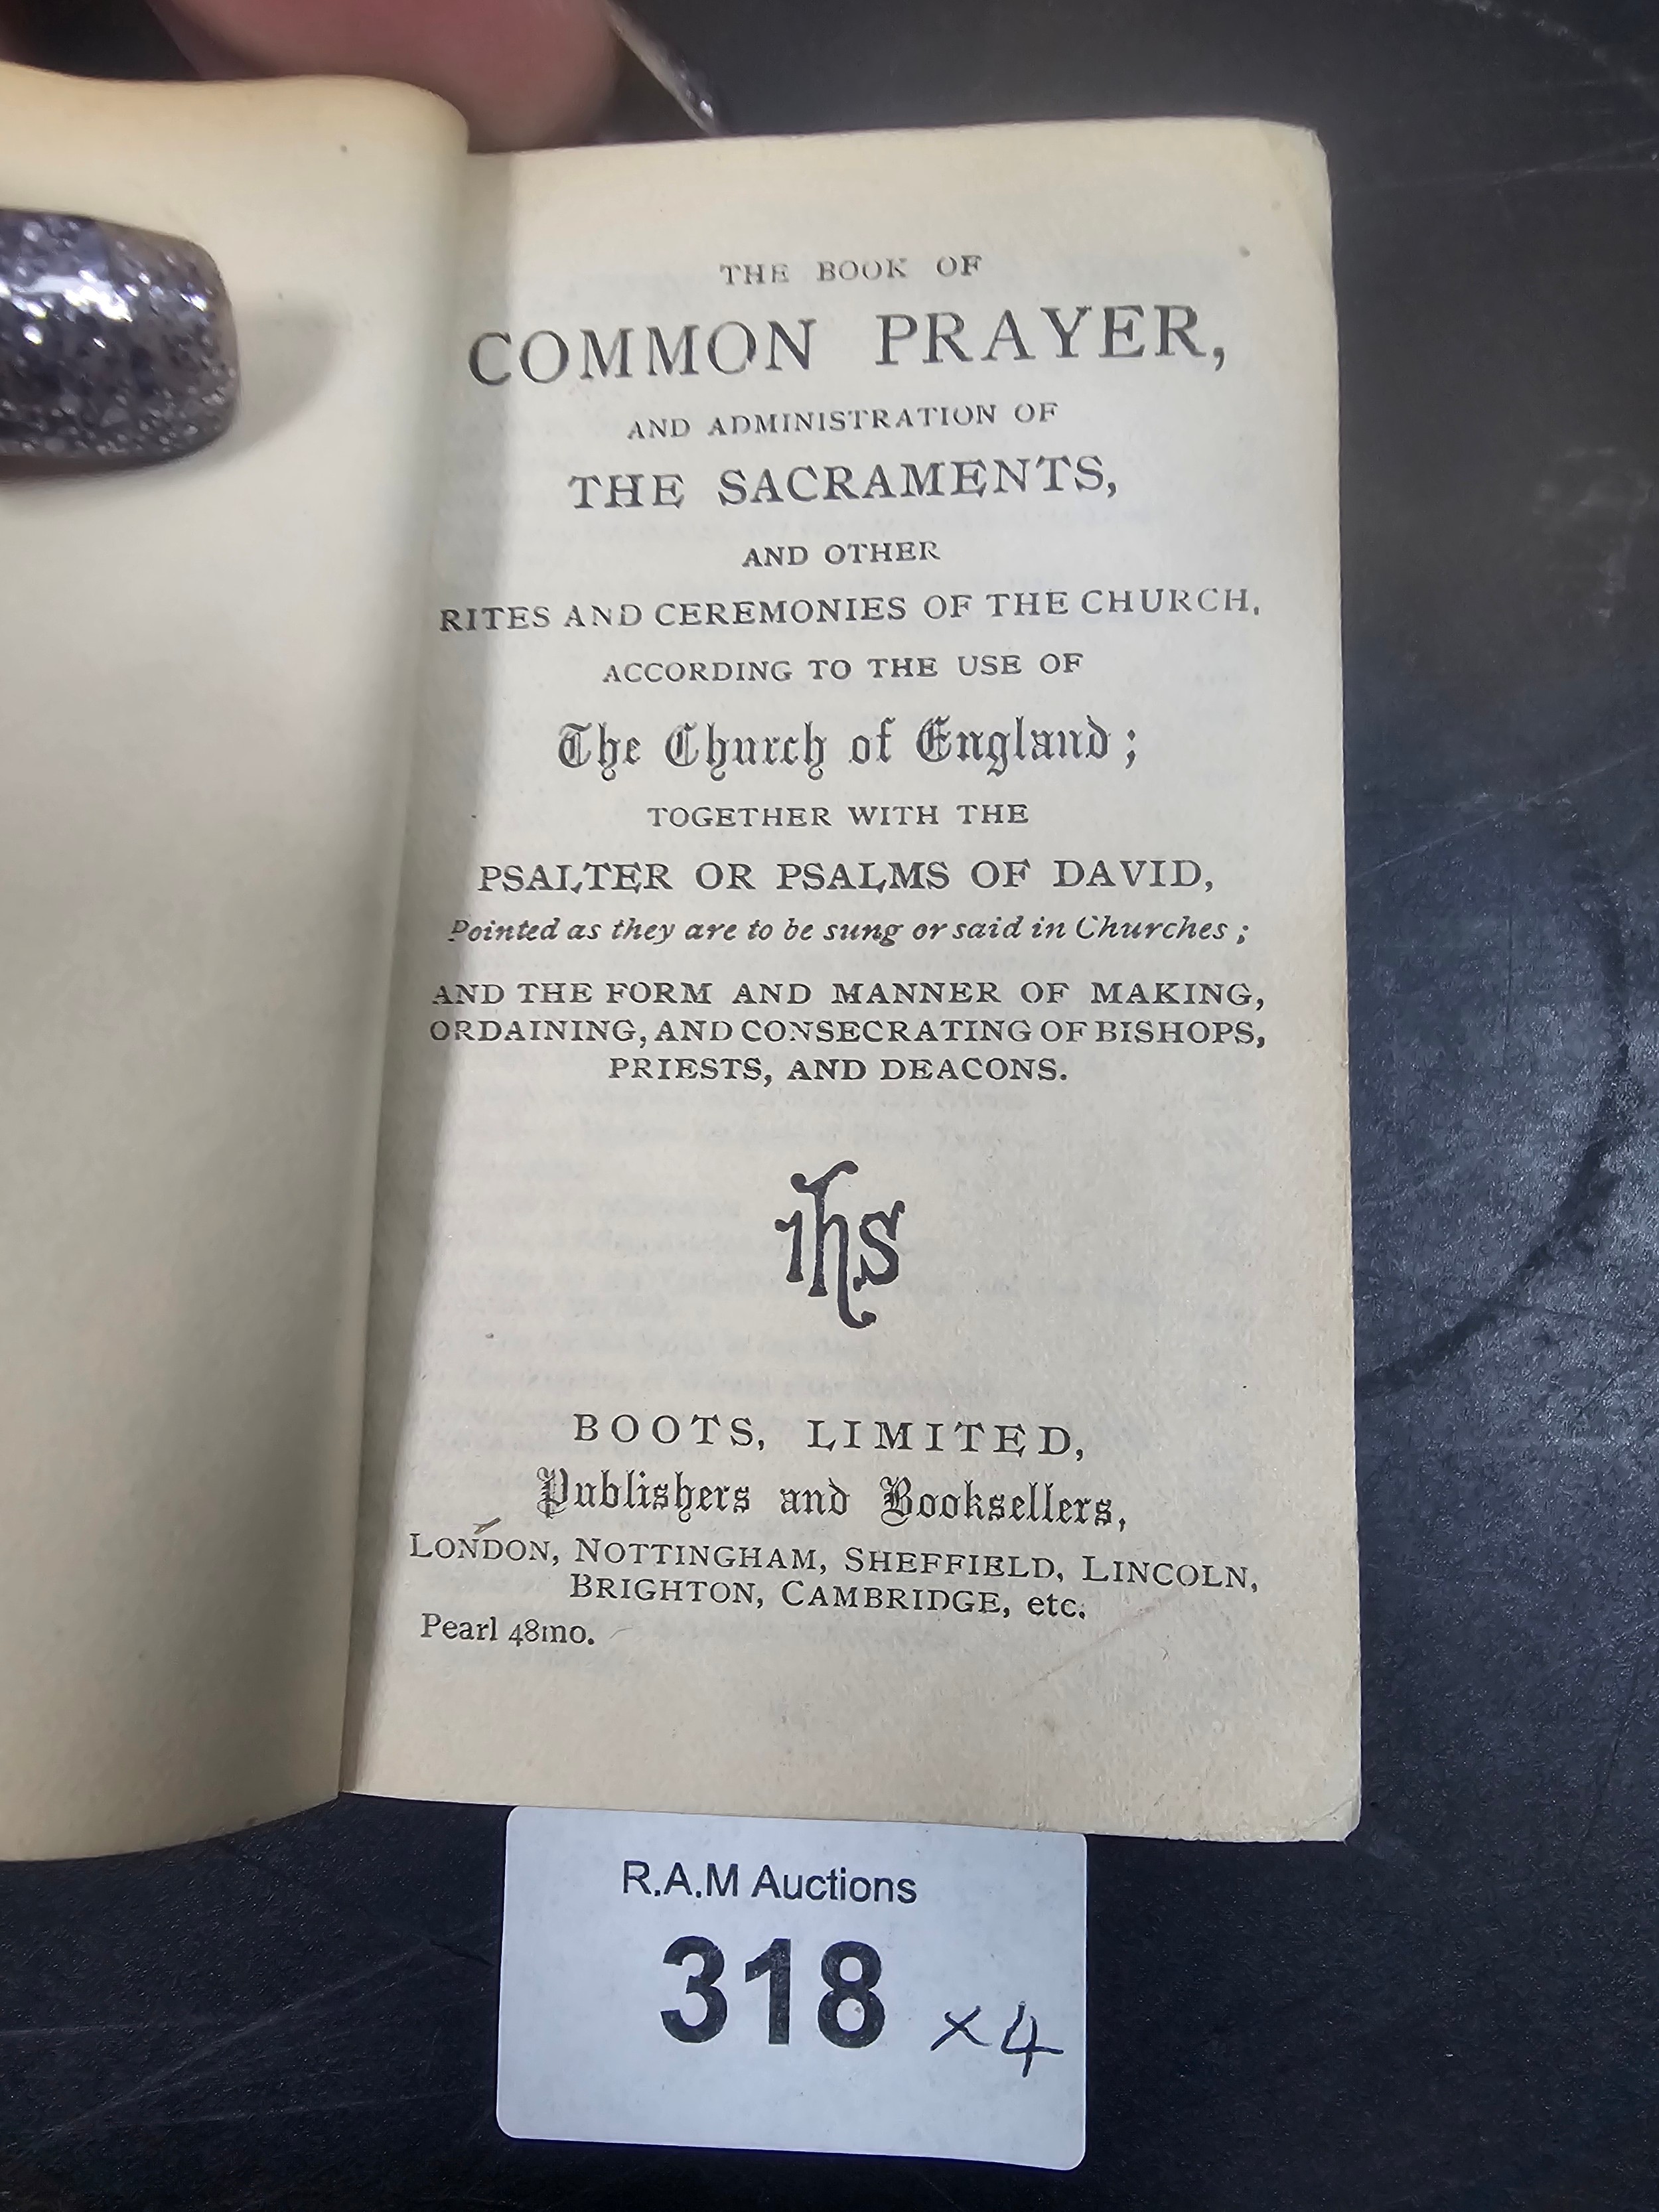 THE BOOK OF
COMMON PRAYER,
AND ADMINISTRATION OF
THE SACRAMENTS,
AND OTHER
RITES AND CEREMONIES OF THE CHURCH,
ACCORDING TO THE USE OF
The Church of England;
TOGETHER WITH THE
PSALTER OR PSALMS OF DAVID,
Pointed as they are to be sung or said in Churches;
AND THE FORM AND MANNER OF MAKING,
ORDAINING, AND CONSECRATING OF BISHOPS,
PRIESTS, AND DEACONS.
ihs
BOOTS, LIMITED,
Publishers and Booksellers,
LONDON, NOTTINGHAM, SHEFFIELD, LINCOLN,
BRIGHTON, CAMBRIDGE, etc.
Pearl 48mo.
R.A.M Auctions
318 x4